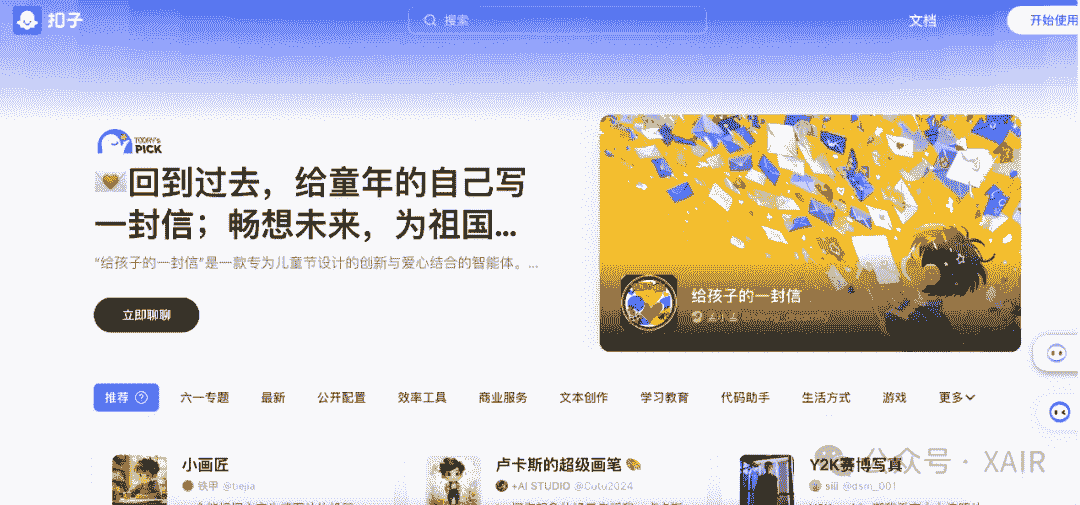 扣子
搜索
文档
开始使用
TODAY's
PICK
💌回到过去，给童年的自己写
一封信；畅想未来，为祖国...
“给孩子的一封信”是一款专为儿童节设计的创新与爱心结合的智能体。...
立即聊聊
给孩子的一封信
推荐
六一专题
最新
公开配置
效率工具
商业服务
文本创作
学习教育
代码助手
生活方式
游戏
更多
小画匠
铁甲 @tiejia
卢卡斯的超级画笔
+AI STUDIO @Cutu2024
Y2K赛博写真
siii @dsm_001
公众号 · XAIR